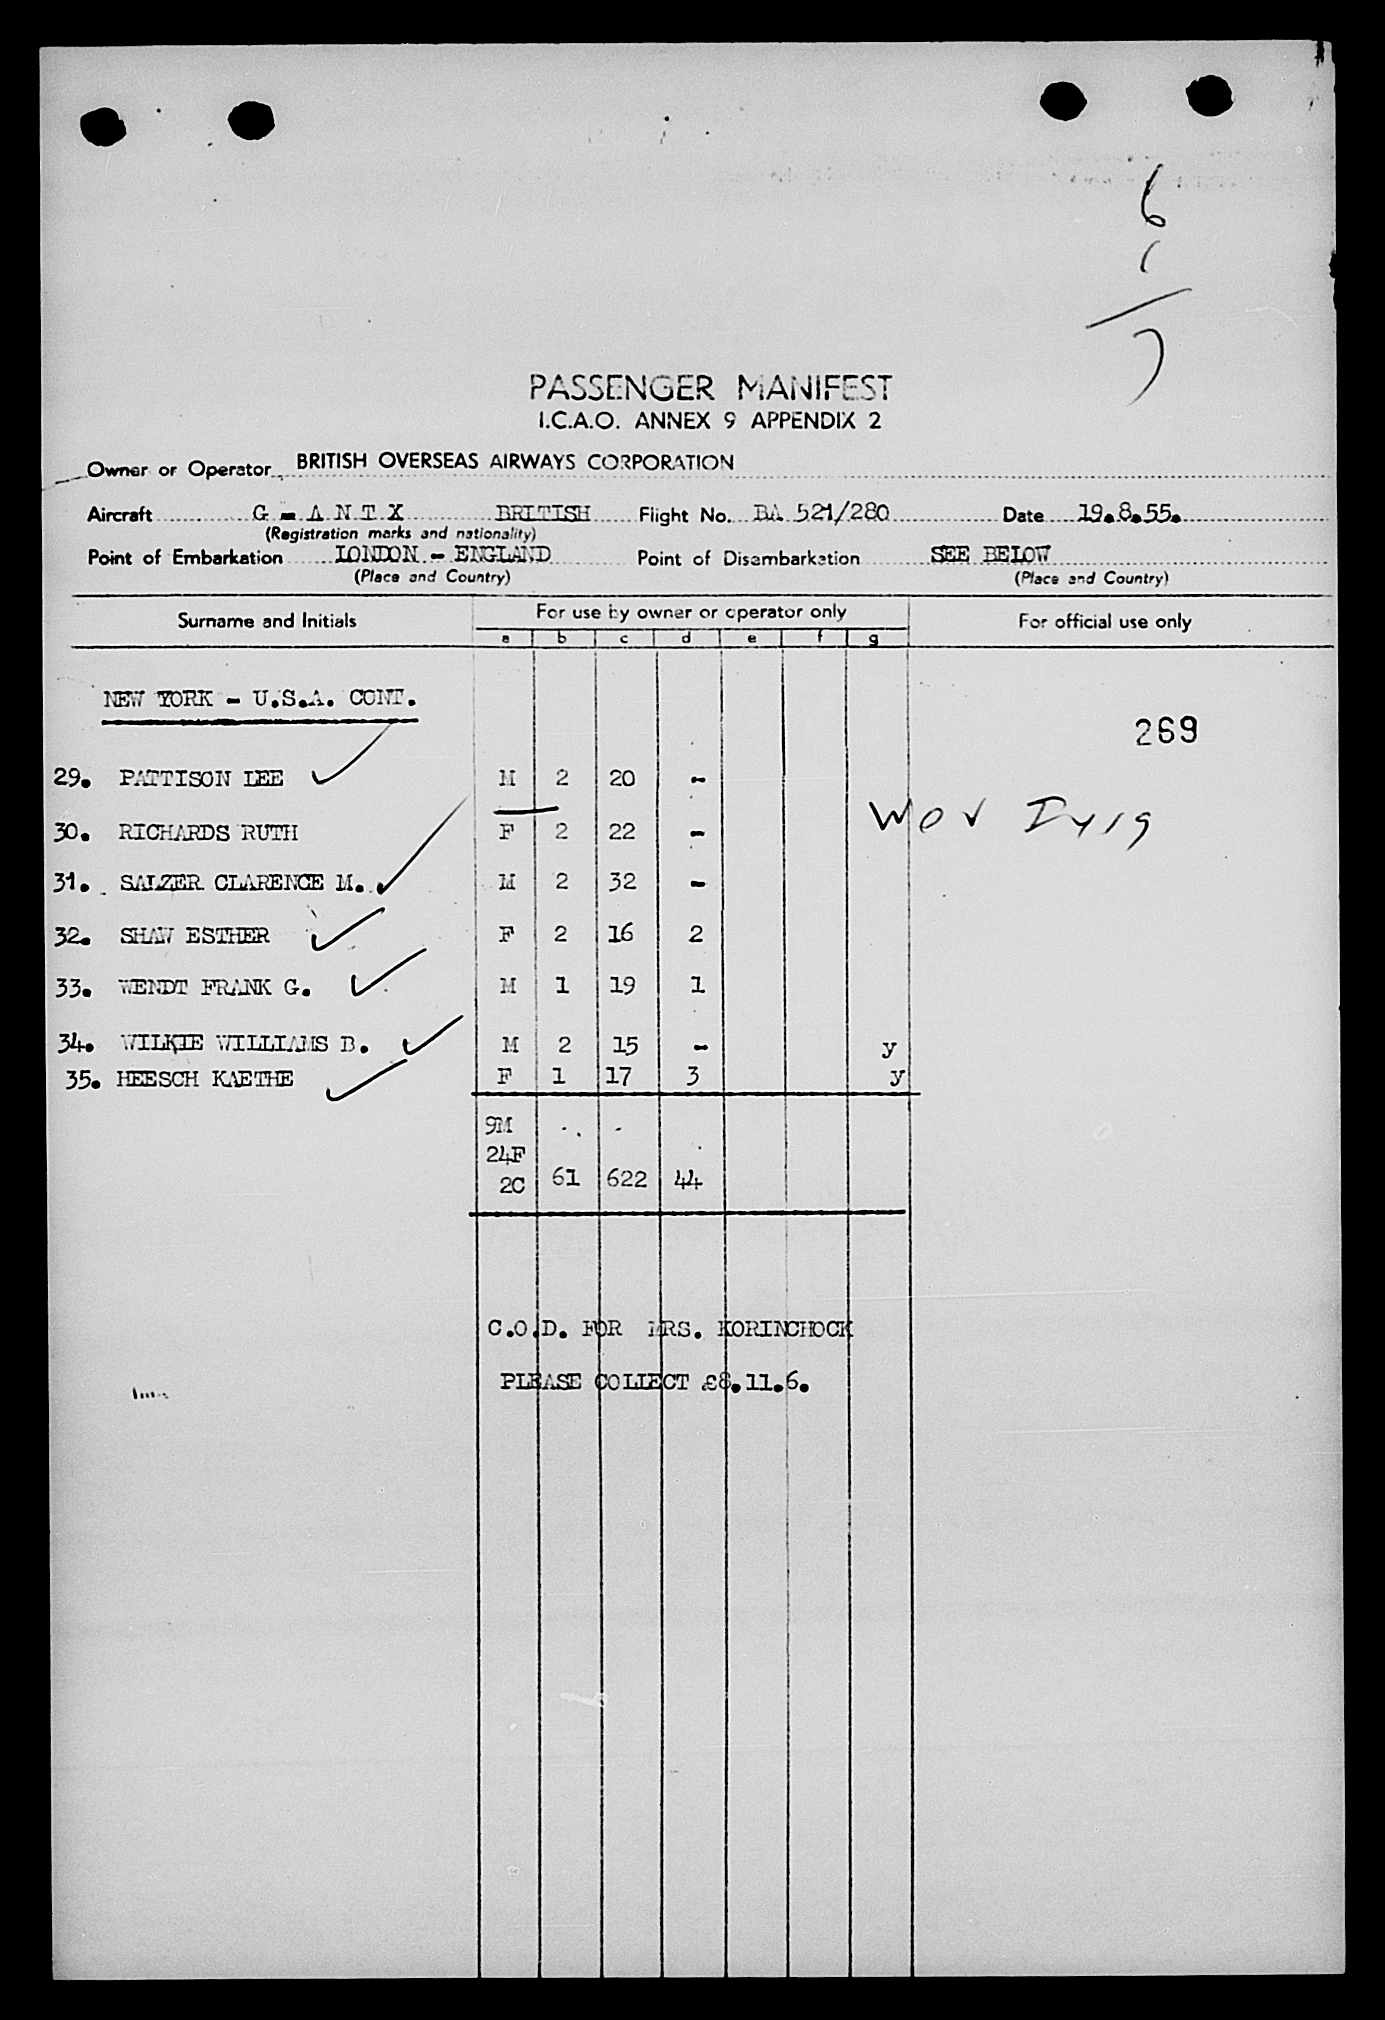 6
1
7
PASSENGER MANIFEST
I.C.A.O. ANNEX 9 APPENDIX 2
Owner or Operator BRITISH OVERSEAS AIRWAYS CORPORATION
Aircraft G - A N T X BRITISH Flight No. BA 521/280 Date 19.8.55.
(Registration marks and nationality)
Point of Embarkation LONDON - ENGLAND Point of Disembarkation SEE BELOW
(Place and Country) (Place and Country)
Surname and Initials For use by owner or operator only For official use only
a b c d e f g
NEW YORK - U.S.A. CONT.
269
29. PATTISON LEE M 2 20 -
30. RICHARDS RUTH F 2 22 -
31. SALZER CLARENCE M. M 2 32 -
32. SHAW ESTHER F 2 16 2
33. WENDT FRANK G. M 1 19 1
34. WILKIE WILLIAMS B. M 2 15 - y
35. HEESCH KAETHE F 1 17 3 y
9M
24F
2C 61 622 44
C.O.D. FOR MRS. KORINCHOCK
PLEASE COLLECT £8.11.6.